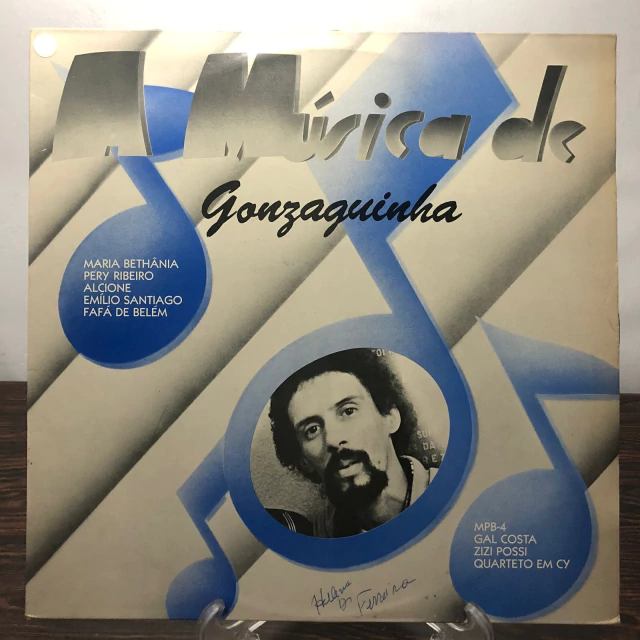 A Música de
Gonzaguinha
MARIA BETHÂNIA
PERY RIBEIRO
ALCIONE
EMÍLIO SANTIAGO
FAFÁ DE BELÉM
MPB-4
GAL COSTA
ZIZI POSSI
QUARTETO EM CY
Ferreira